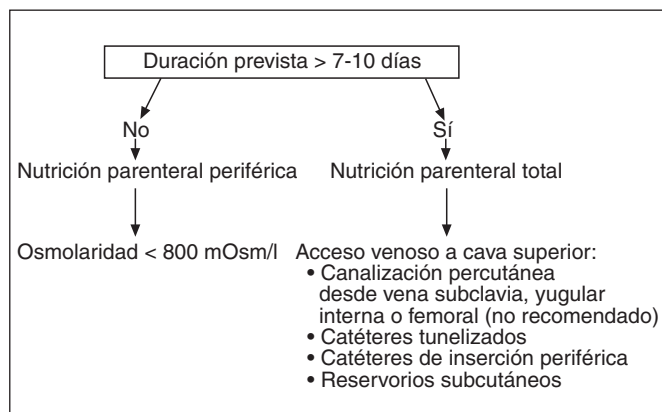 Duración prevista > 7-10 días
No
Sí
Nutrición parenteral periférica
Nutrición parenteral total
Osmolaridad < 800 mOsm/l
Acceso venoso a cava superior:
• Canalización percutánea
desde vena subclavia, yugular
interna o femoral (no recomendado)
• Catéteres tunelizados
• Catéteres de inserción periférica
• Reservorios subcutáneos